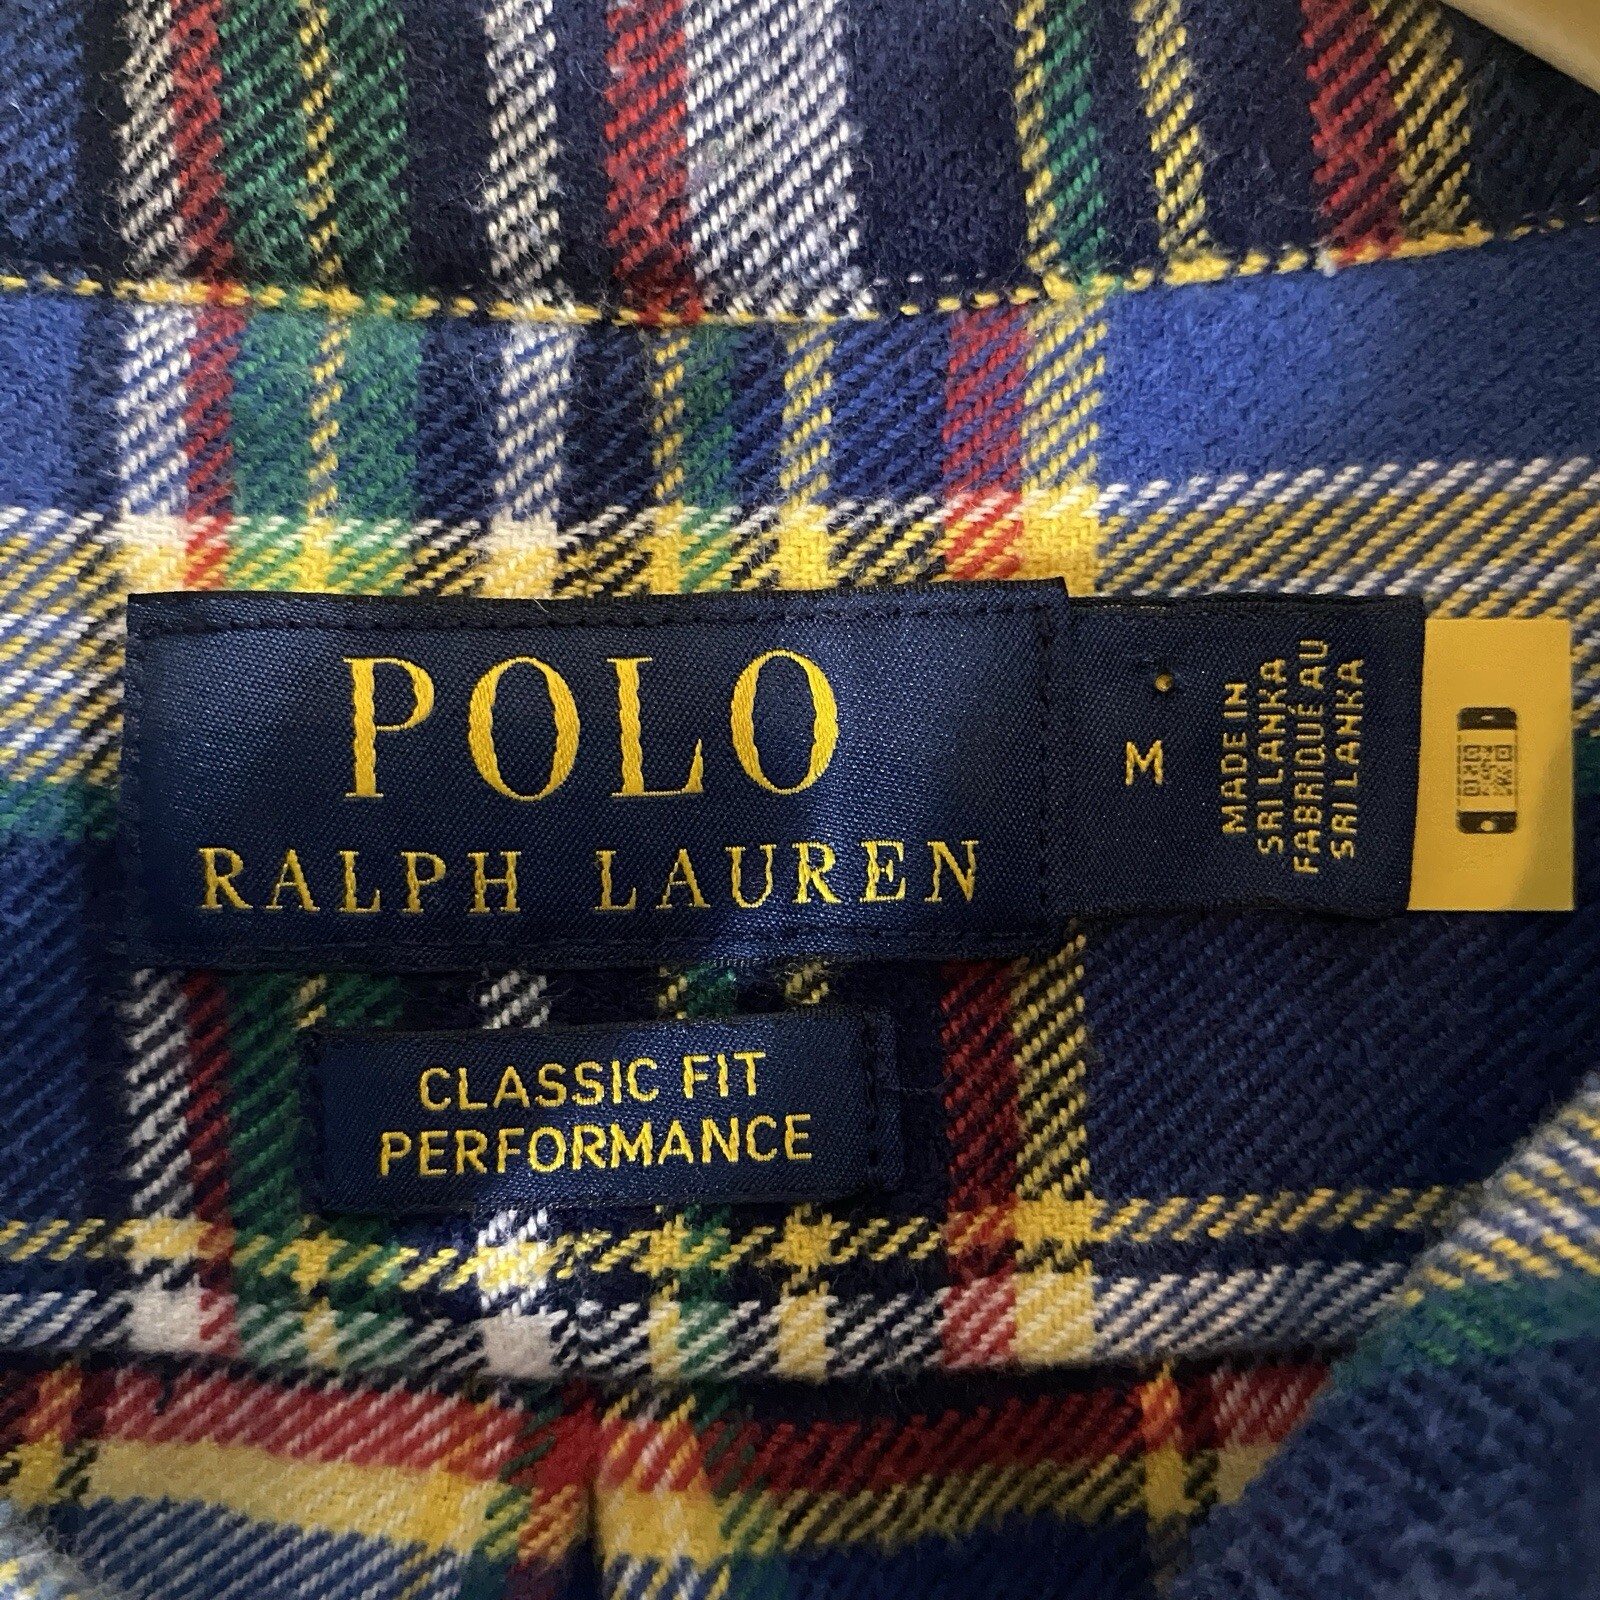 POLO
RALPH LAUREN
M
MADE IN
SRI LANKA
FABRIQUÉ AU
SRI LANKA
CLASSIC FIT
PERFORMANCE